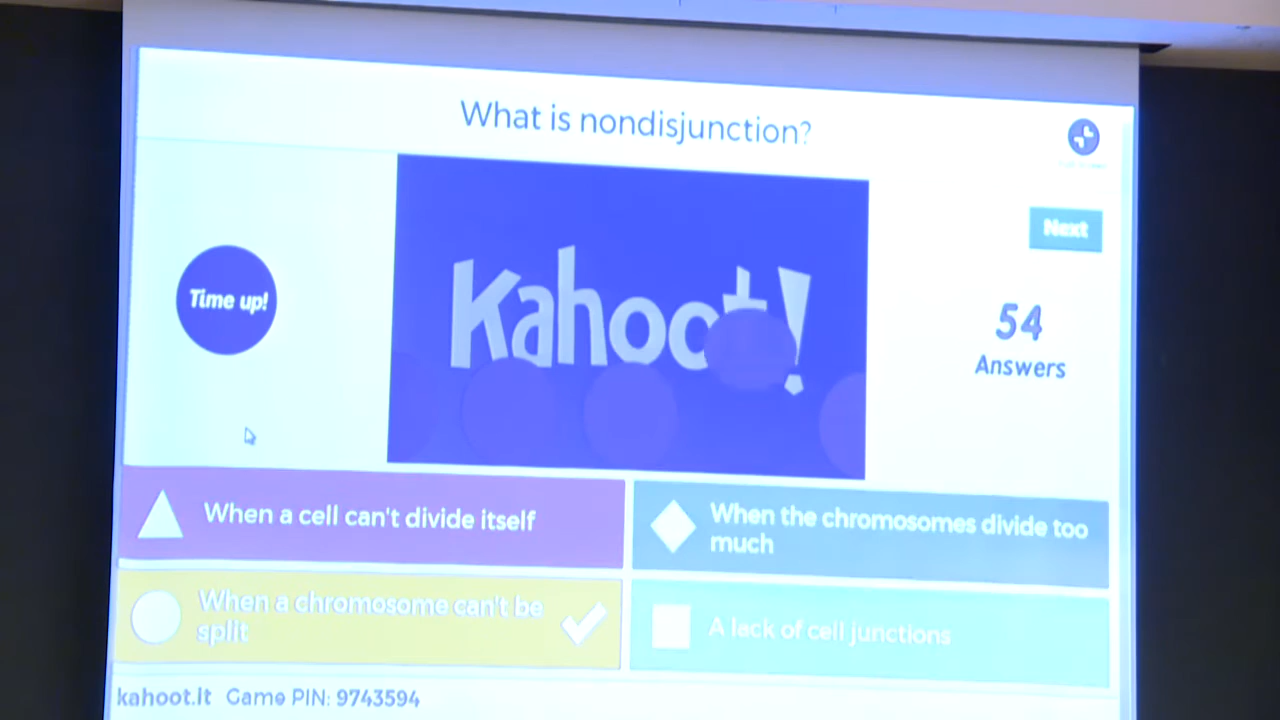 What is nondisjunction?
Next
Time up!
Kahoot!
54
Answers
When a cell can't divide itself
When the chromosomes divide too
much
When a chromosome can't be
split
A lack of cell junctions
kahoot.it Game PIN: 9743594